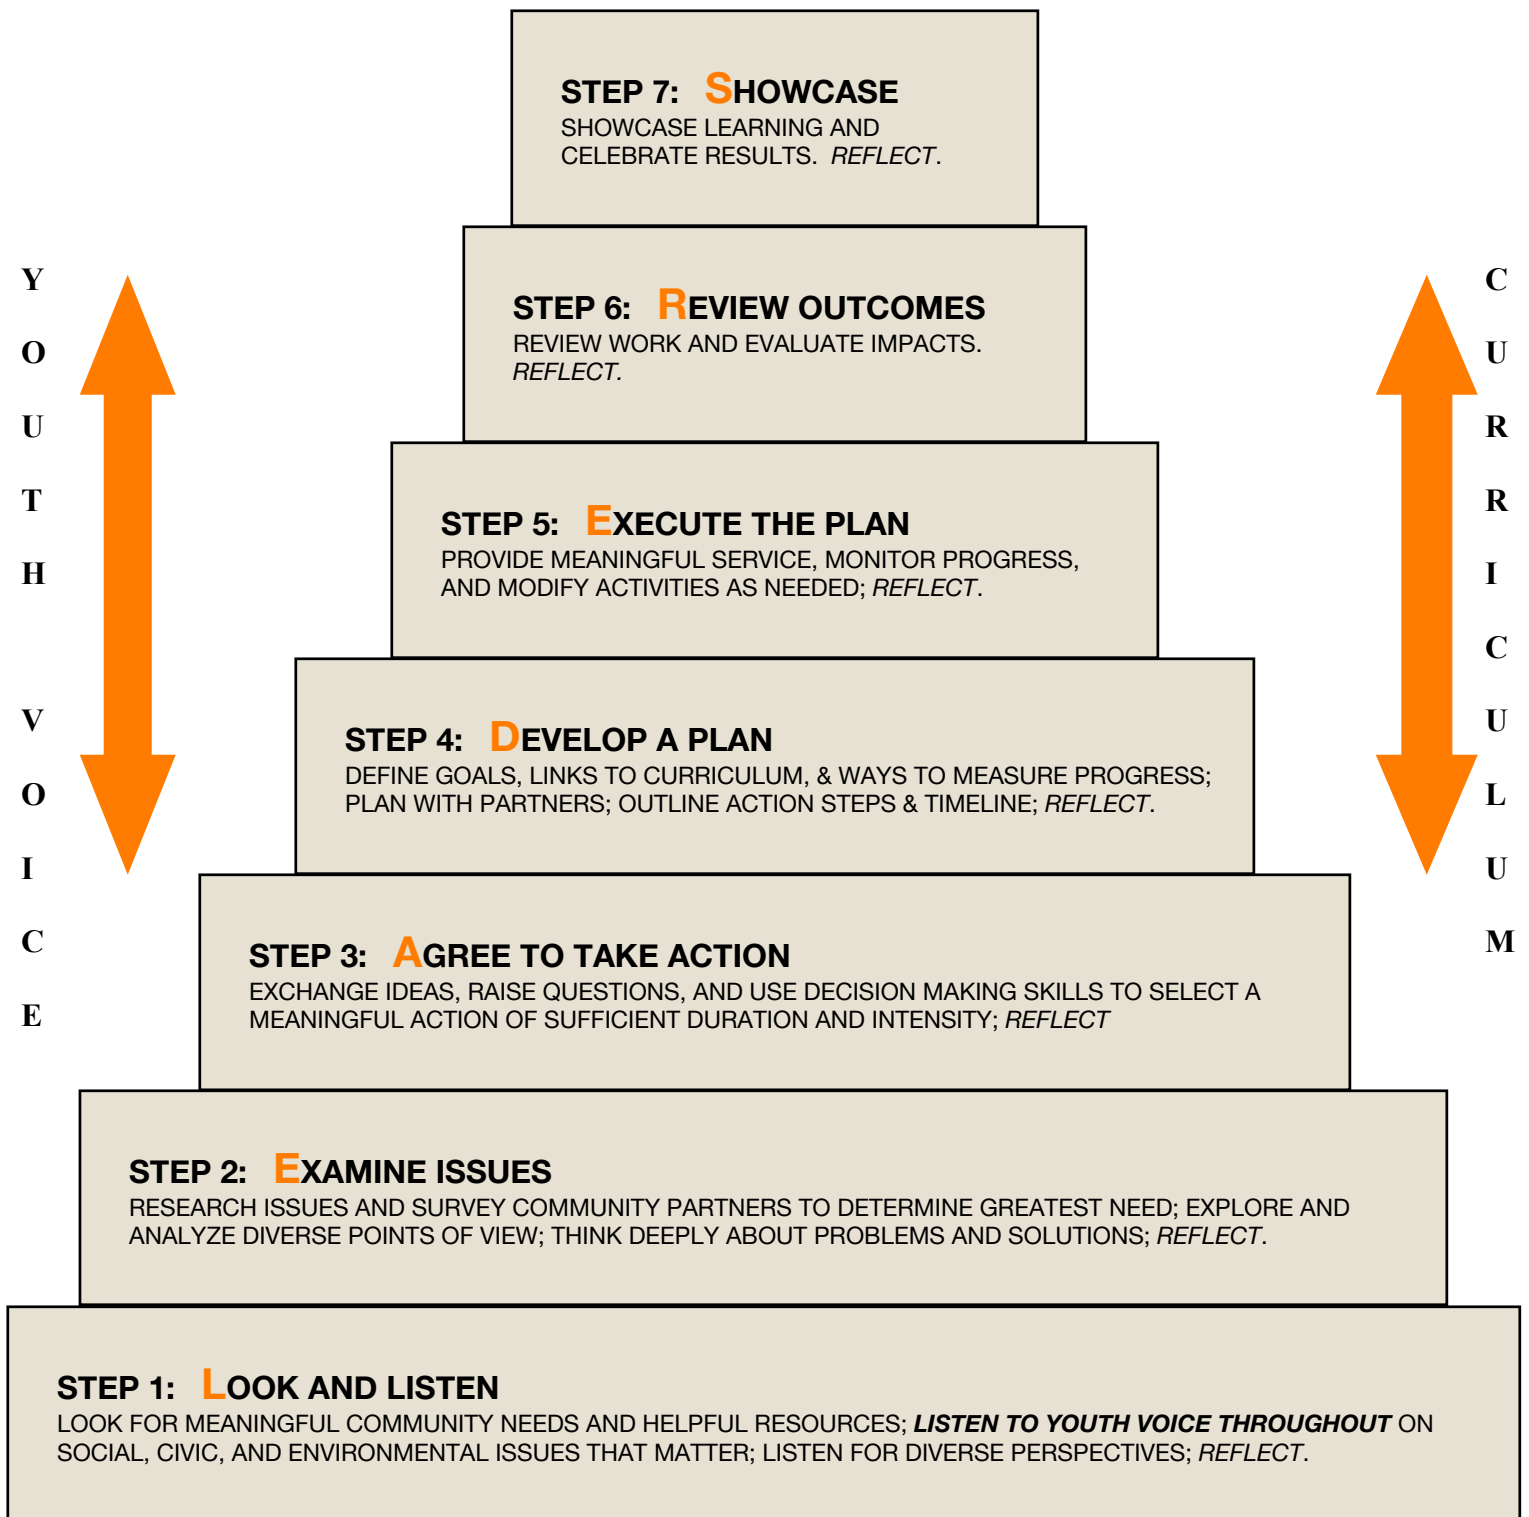 STEP 7: SHOWCASE
SHOWCASE LEARNING AND
CELEBRATE RESULTS. REFLECT.
STEP 6: REVIEW OUTCOMES
REVIEW WORK AND EVALUATE IMPACTS.
REFLECT.
STEP 5: EXECUTE THE PLAN
PROVIDE MEANINGFUL SERVICE, MONITOR PROGRESS,
AND MODIFY ACTIVITIES AS NEEDED; REFLECT.
STEP 4: DEVELOP A PLAN
DEFINE GOALS, LINKS TO CURRICULUM, & WAYS TO MEASURE PROGRESS;
PLAN WITH PARTNERS; OUTLINE ACTION STEPS & TIMELINE; REFLECT.
STEP 3: AGREE TO TAKE ACTION
EXCHANGE IDEAS, RAISE QUESTIONS, AND USE DECISION MAKING SKILLS TO SELECT A
MEANINGFUL ACTION OF SUFFICIENT DURATION AND INTENSITY; REFLECT
STEP 2: EXAMINE ISSUES
RESEARCH ISSUES AND SURVEY COMMUNITY PARTNERS TO DETERMINE GREATEST NEED; EXPLORE AND
ANALYZE DIVERSE POINTS OF VIEW; THINK DEEPLY ABOUT PROBLEMS AND SOLUTIONS; REFLECT.
STEP 1: LOOK AND LISTEN
LOOK FOR MEANINGFUL COMMUNITY NEEDS AND HELPFUL RESOURCES; LISTEN TO YOUTH VOICE THROUGHOUT ON
SOCIAL, CIVIC, AND ENVIRONMENTAL ISSUES THAT MATTER; LISTEN FOR DIVERSE PERSPECTIVES; REFLECT.
YOUTH VOICE
CURRICULUM